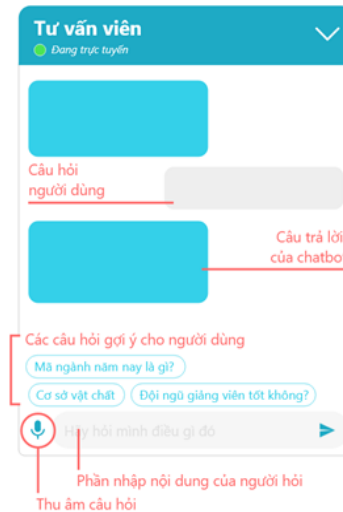 Tư vấn viên
Đang trực tuyến
Câu hỏi
người dùng
Câu trả lời
của chatbot
Các câu hỏi gợi ý cho người dùng
Mã ngành năm nay là gì?
Cơ sở vật chất
Đội ngũ giảng viên tốt không?
Hãy hỏi mình điều gì đó
Phần nhập nội dung của người hỏi
Thu âm câu hỏi